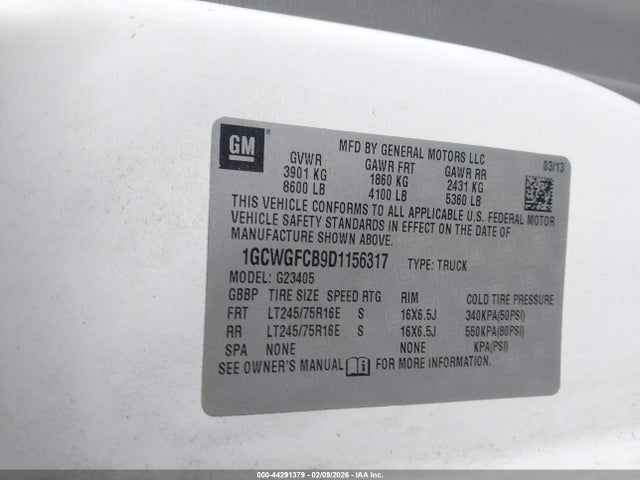 GM
MFD BY GENERAL MOTORS LLC
03/13
GVWR GAWR FRT GAWR RR
3901 KG 1860 KG 2431 KG
8600 LB 4100 LB 5360 LB
THIS VEHICLE CONFORMS TO ALL APPLICABLE U.S. FEDERAL MOTOR
VEHICLE SAFETY STANDARDS IN EFFECT ON THE DATE OF
MANUFACTURE SHOWN ABOVE.
1GCWGFCB9D1156317 TYPE: TRUCK
MODEL: G23405
GBBP TIRE SIZE SPEED RTG RIM COLD TIRE PRESSURE
FRT LT245/75R16E S 16X6.5J 340KPA(50PSI)
RR LT245/75R16E S 16X6.5J 550KPA(80PSI)
SPA NONE NONE KPA(PSI)
SEE OWNER'S MANUAL i FOR MORE INFORMATION.
000-44291379 - 02/09/2026 - IAAI.CA